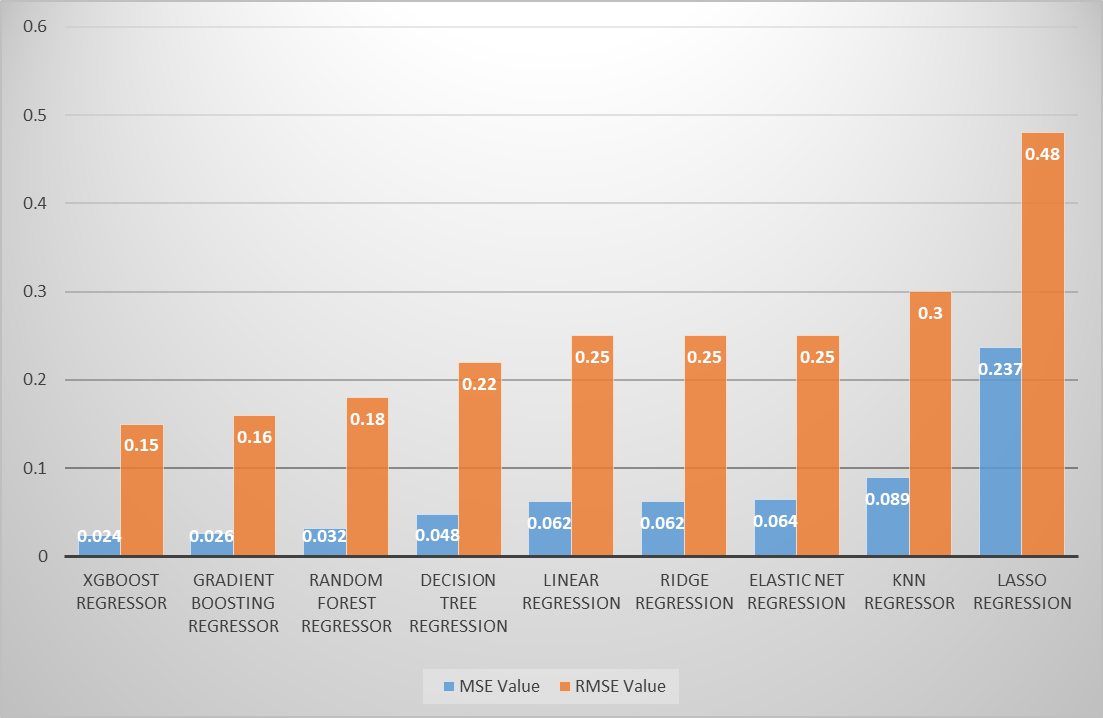 0.6
0.5
0.4
0.3
0.2
0.1
0
0.024
0.15
0.026
0.16
0.032
0.18
0.048
0.22
0.062
0.25
0.062
0.25
0.064
0.25
0.089
0.3
0.237
0.48
XGBOOST
REGRESSOR
GRADIENT
BOOSTING
REGRESSOR
RANDOM
FOREST
REGRESSOR
DECISION
TREE
REGRESSION
LINEAR
REGRESSION
RIDGE
REGRESSION
ELASTIC NET
REGRESSION
KNN
REGRESSOR
LASSO
REGRESSION
MSE Value
RMSE Value